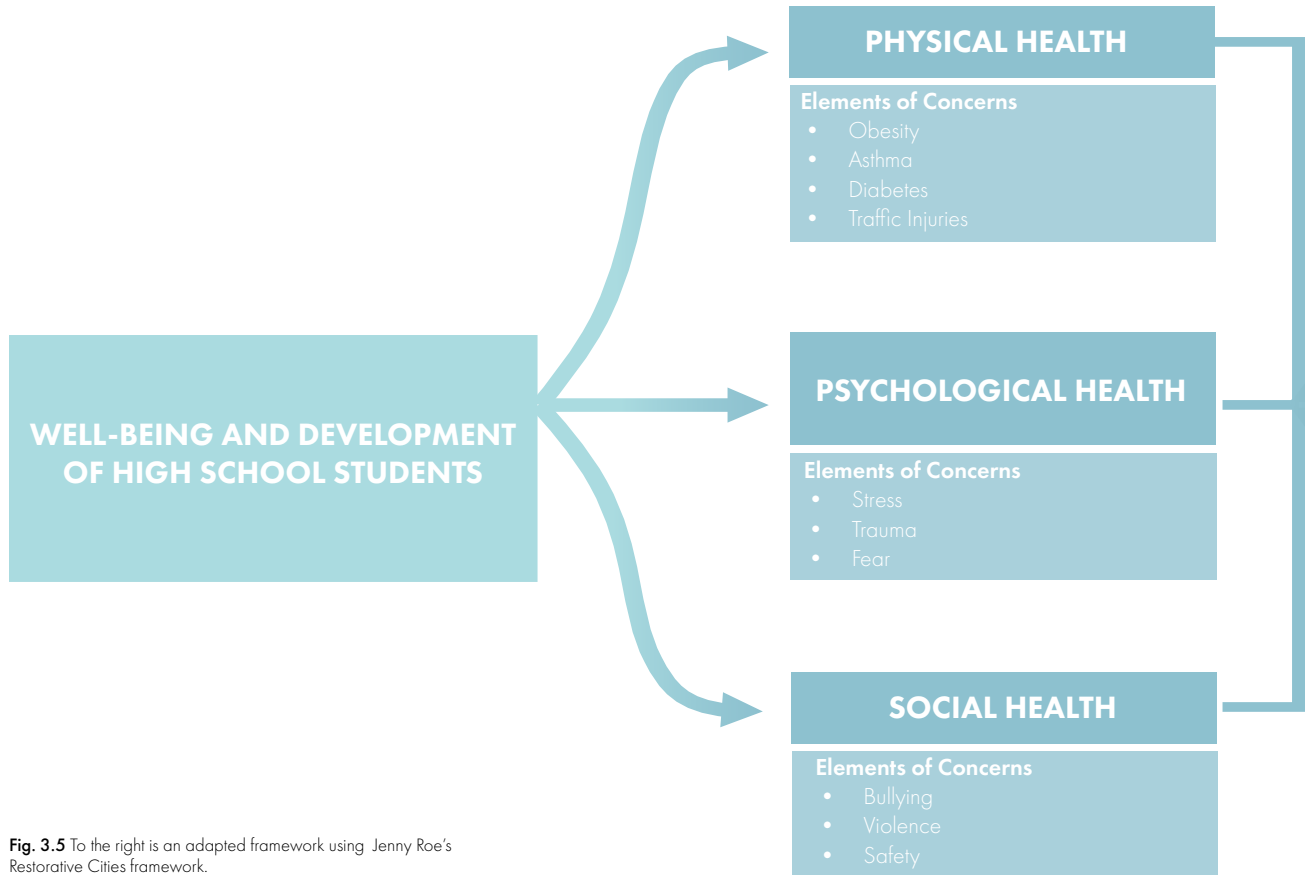 PHYSICAL HEALTH
Elements of Concerns
• Obesity
• Asthma
• Diabetes
• Traffic Injuries
WELL-BEING AND DEVELOPMENT
OF HIGH SCHOOL STUDENTS
PSYCHOLOGICAL HEALTH
Elements of Concerns
• Stress
• Trauma
• Fear
SOCIAL HEALTH
Elements of Concerns
• Bullying
• Violence
• Safety
Fig. 3.5 To the right is an adapted framework using Jenny Roe's
Restorative Cities framework.